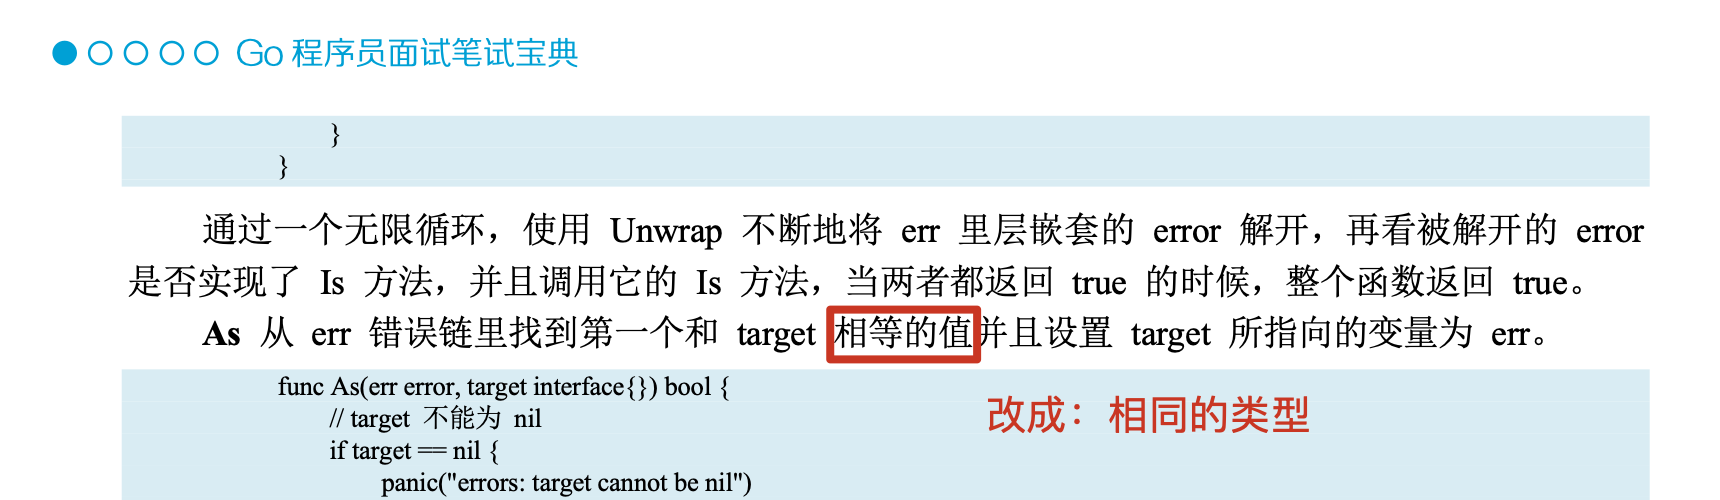 Go 程序员面试笔试宝典
}
}
通过一个无限循环，使用 Unwrap 不断地将 err 里层嵌套的 error 解开，再看被解开的 error
是否实现了 Is 方法，并且调用它的 Is 方法，当两者都返回 true 的时候，整个函数返回 true。
As 从 err 错误链里找到第一个和 target 相等的值并且设置 target 所指向的变量为 err。
func As(err error, target interface{}) bool {
// target 不能为 nil
if target == nil {
panic("errors: target cannot be nil")
改成：相同的类型